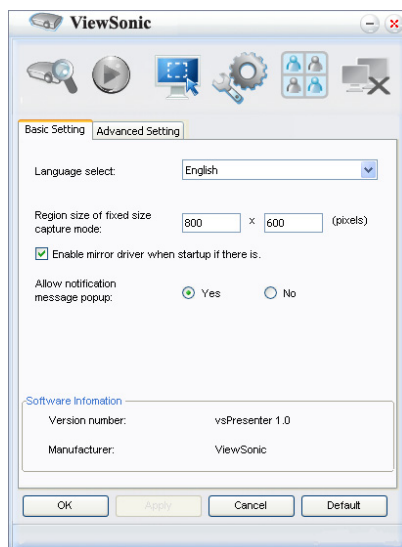 ViewSonic
Basic Setting Advanced Setting
Language select: English
Region size of fixed size
capture mode: 800 x 600 (pixels)
Enable mirror driver when startup if there is.
Allow notification
message popup: Yes No
Software Infomation
Version number: vsPresenter 1.0
Manufacturer: ViewSonic
OK Apply Cancel Default